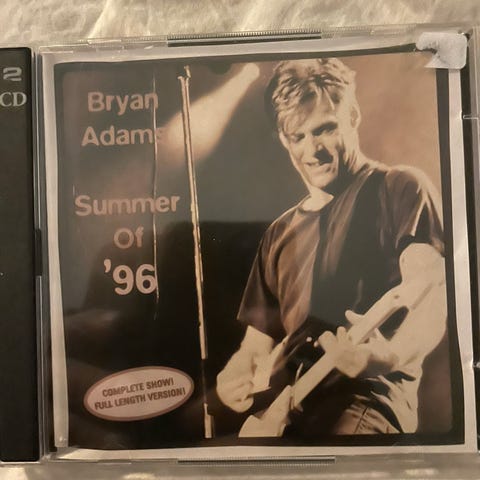 2
CD
Bryan
Adams
Summer
Of
'96
COMPLETE SHOW!
FULL LENGTH VERSION!